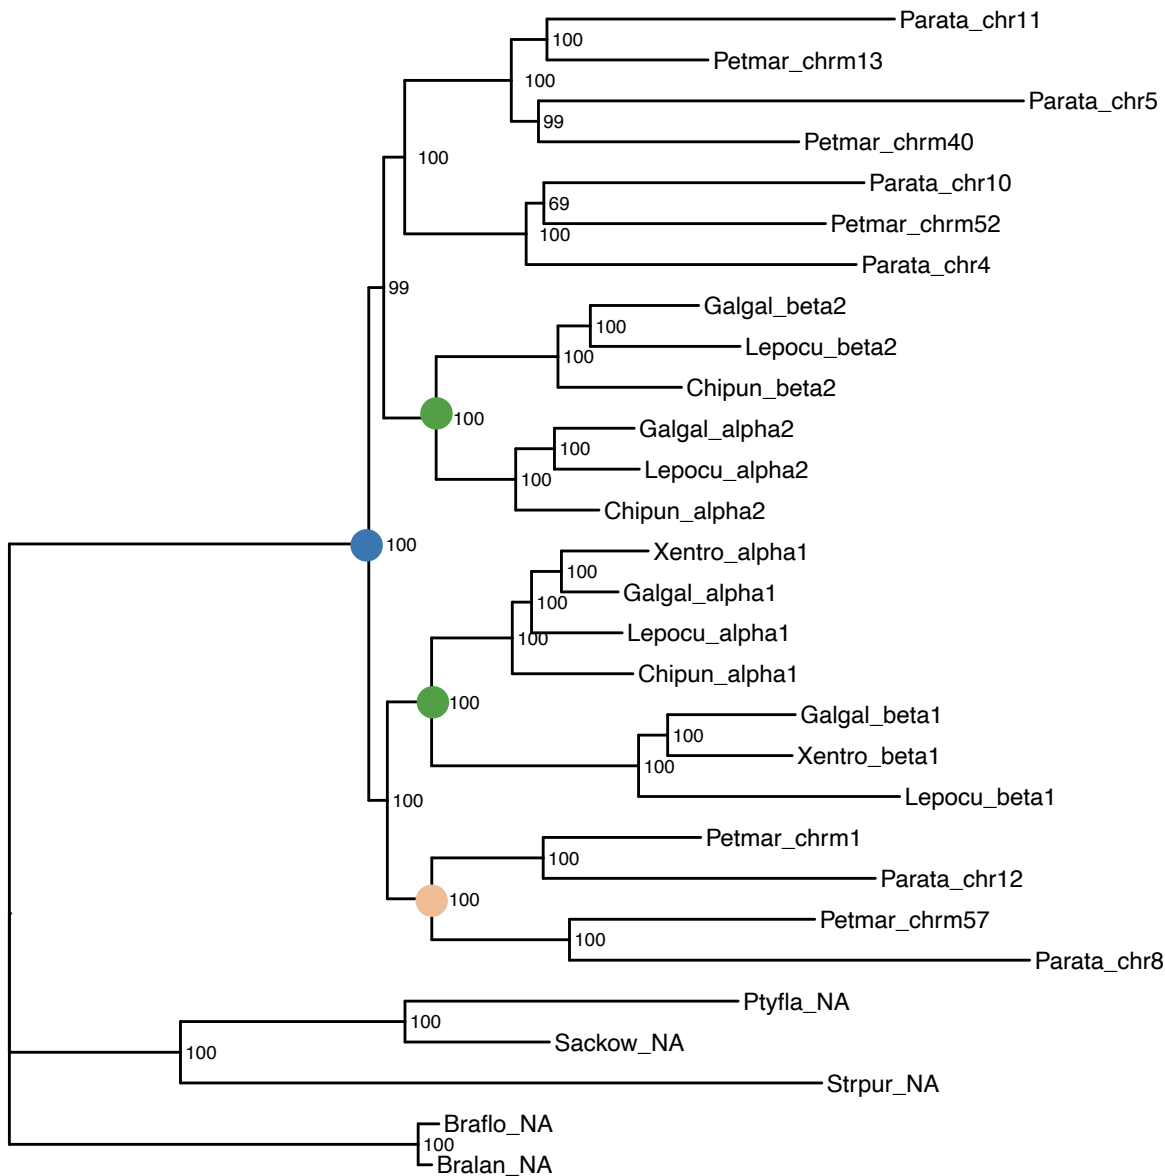 Parata_chr11
100
Petmar_chrm13
100
Parata_chr5
99
Petmar_chrm40
100
Parata_chr10
69
Petmar_chrm52
100
Parata_chr4
99
Galgal_beta2
100
Lepocu_beta2
100
Chipun_beta2
100
Galgal_alpha2
100
Lepocu_alpha2
100
Chipun_alpha2
100
Xentro_alpha1
100
Galgal_alpha1
100
Lepocu_alpha1
100
Chipun_alpha1
100
Galgal_beta1
100
Xentro_beta1
100
Lepocu_beta1
100
Petmar_chrm1
100
Parata_chr12
100
Petmar_chrm57
100
Parata_chr8
Ptyfla_NA
100
Sackow_NA
100
Strpur_NA
Braflo_NA
100
Bralan_NA